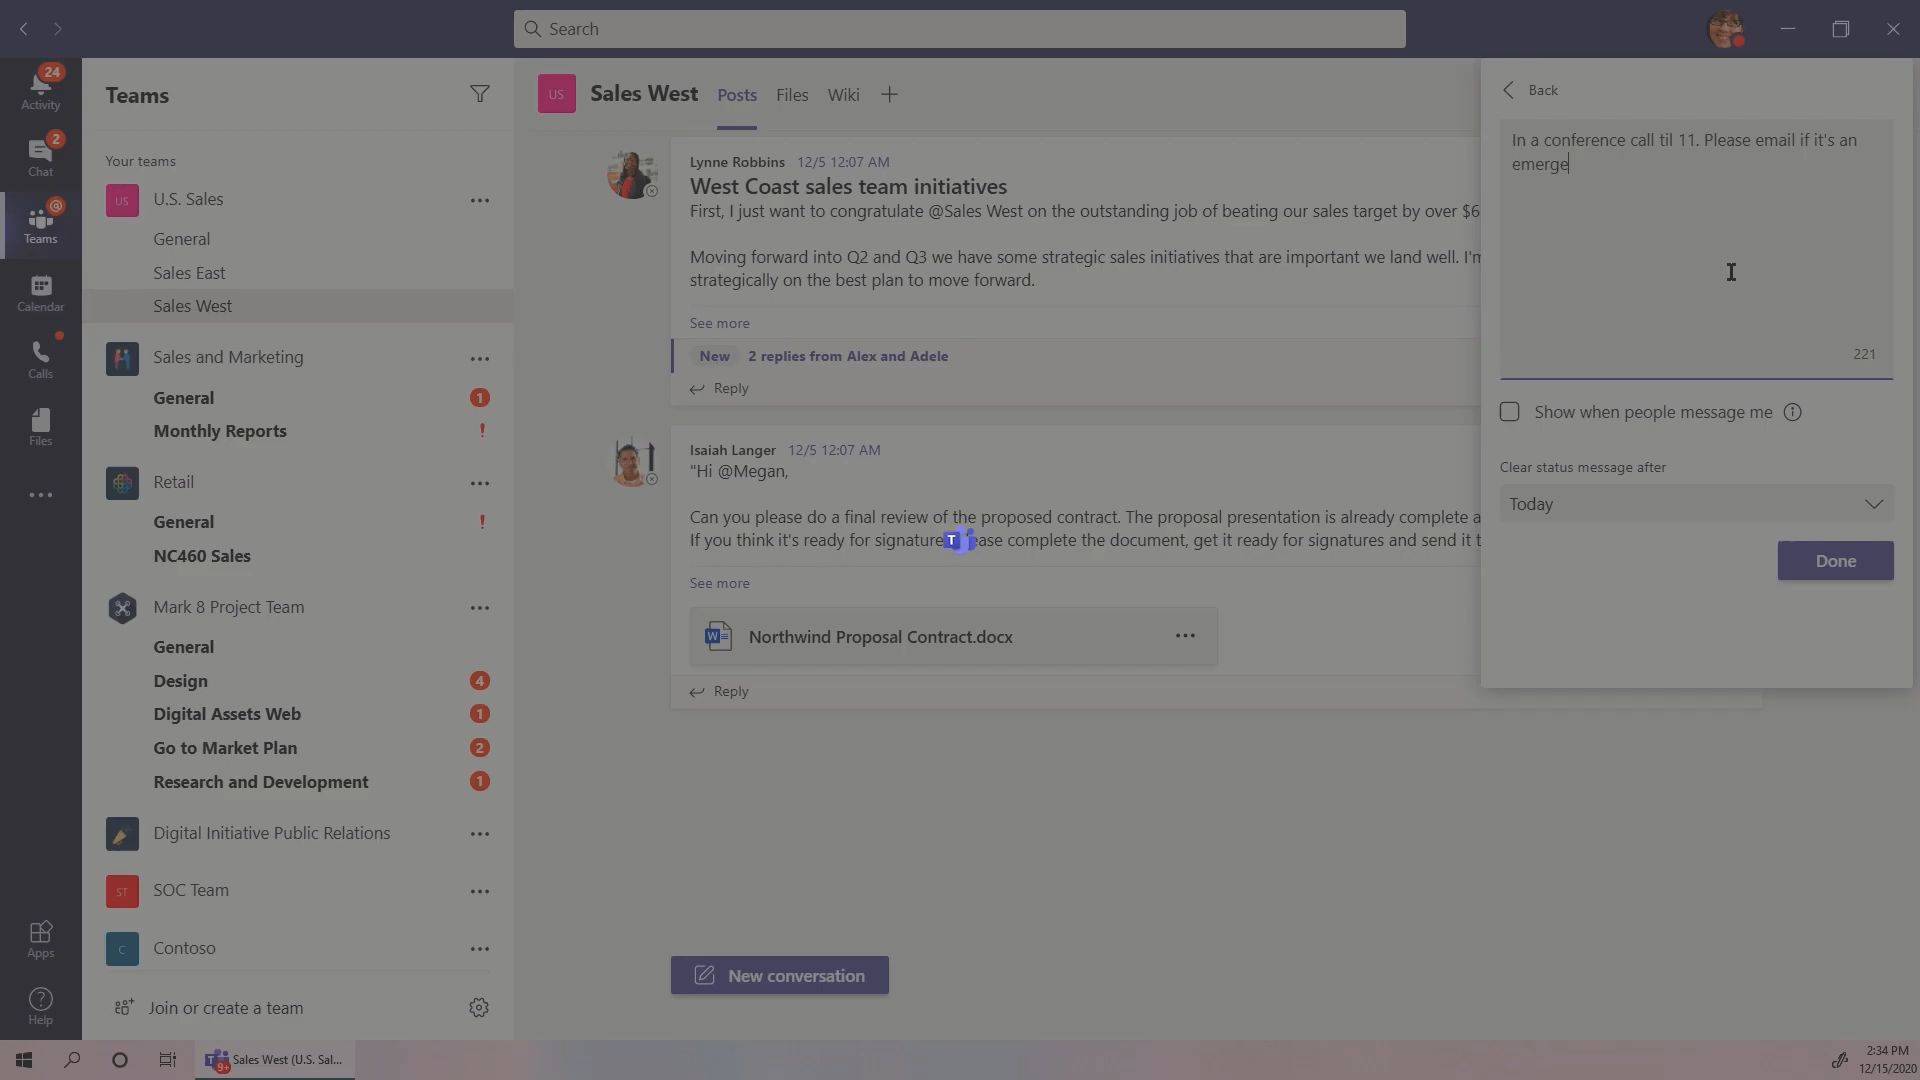 Search
24
Activity
2
Chat
Teams
Calendar
Calls
Files
Apps
Help
Teams
Your teams
US
U.S. Sales
General
Sales East
Sales West
Sales and Marketing
General
1
Monthly Reports
!
Retail
General
!
NC460 Sales
Mark 8 Project Team
General
Design
4
Digital Assets Web
1
Go to Market Plan
2
Research and Development
1
Digital Initiative Public Relations
ST
SOC Team
C
Contoso
Join or create a team
US
Sales West
Posts
Files
Wiki
Lynne Robbins 12/5 12:07 AM
West Coast sales team initiatives
First, I just want to congratulate @Sales West on the outstanding job of beating our sales target by over $6
Moving forward into Q2 and Q3 we have some strategic sales initiatives that are important we land well. I'm
strategically on the best plan to move forward.
See more
New 2 replies from Alex and Adele
Reply
Isaiah Langer 12/5 12:07 AM
"Hi @Megan,
Can you please do a final review of the proposed contract. The proposal presentation is already complete a
If you think it's ready for signature ease complete the document, get it ready for signatures and send it t
See more
Northwind Proposal Contract.docx
Reply
New conversation
Back
In a conference call til 11. Please email if it's an
emerge
221
Show when people message me
Clear status message after
Today
Done
9+
Sales West (U.S. Sal...
2:34 PM
12/15/2020